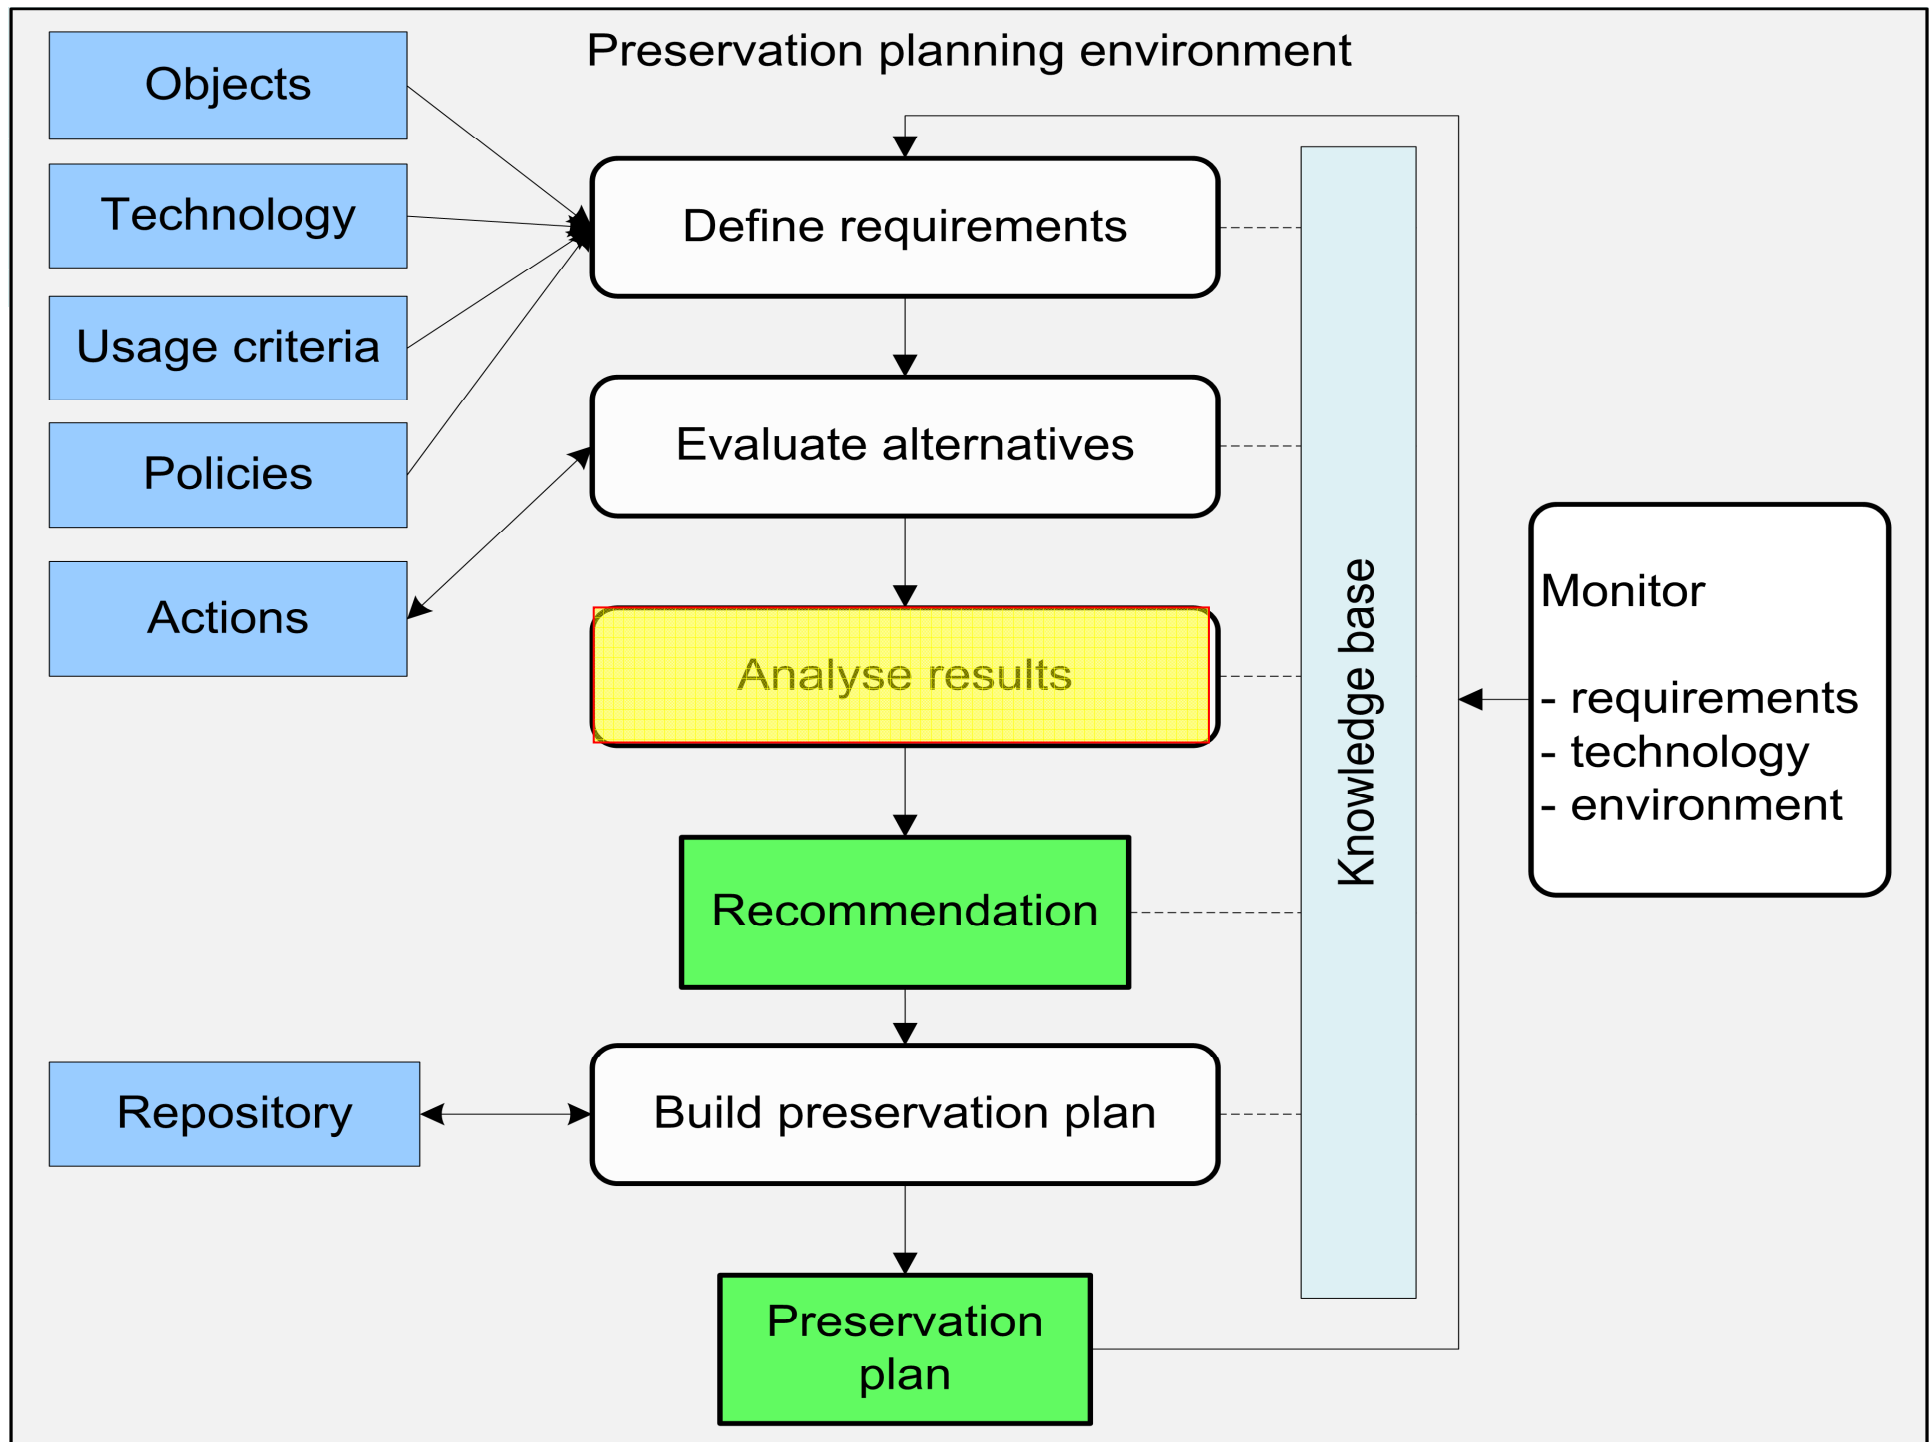 Preservation planning environment
Objects
Technology
Usage criteria
Policies
Actions
Define requirements
Evaluate alternatives
Analyse results
Recommendation
Repository
Build preservation plan
Preservation
plan
Knowledge base
Monitor
- requirements
- technology
- environment